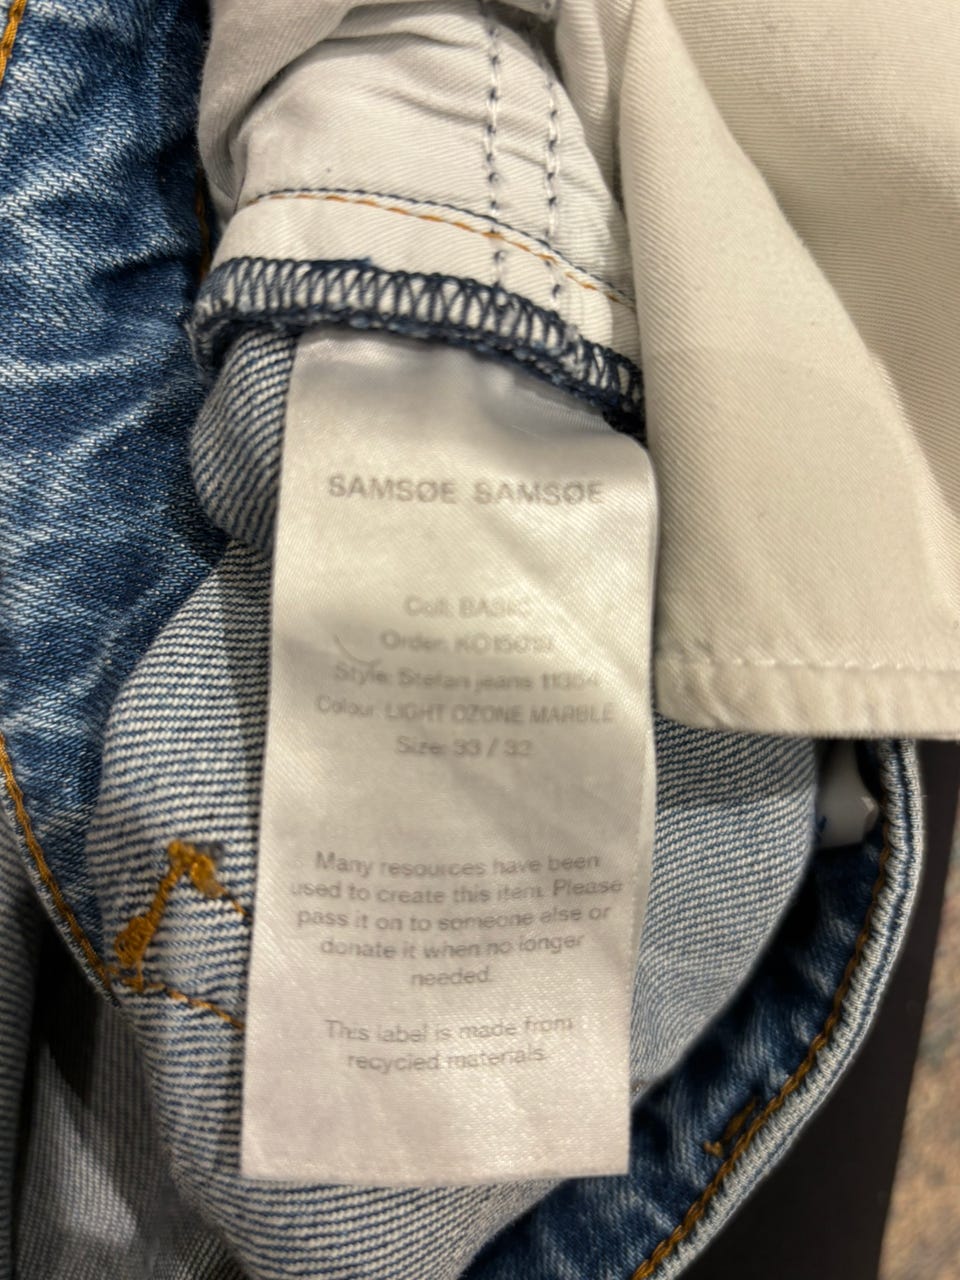 SAMSØE SAMSØE
Coll: BASIC
Order:
Style: Stefan jeans 11354
Colour: LIGHT OZONE MARBLE
Size: 33 / 32
Many resources have been
used to create this item. Please
pass it on to someone else or
donate it when no longer
needed.
This label is made from
recycled materials.